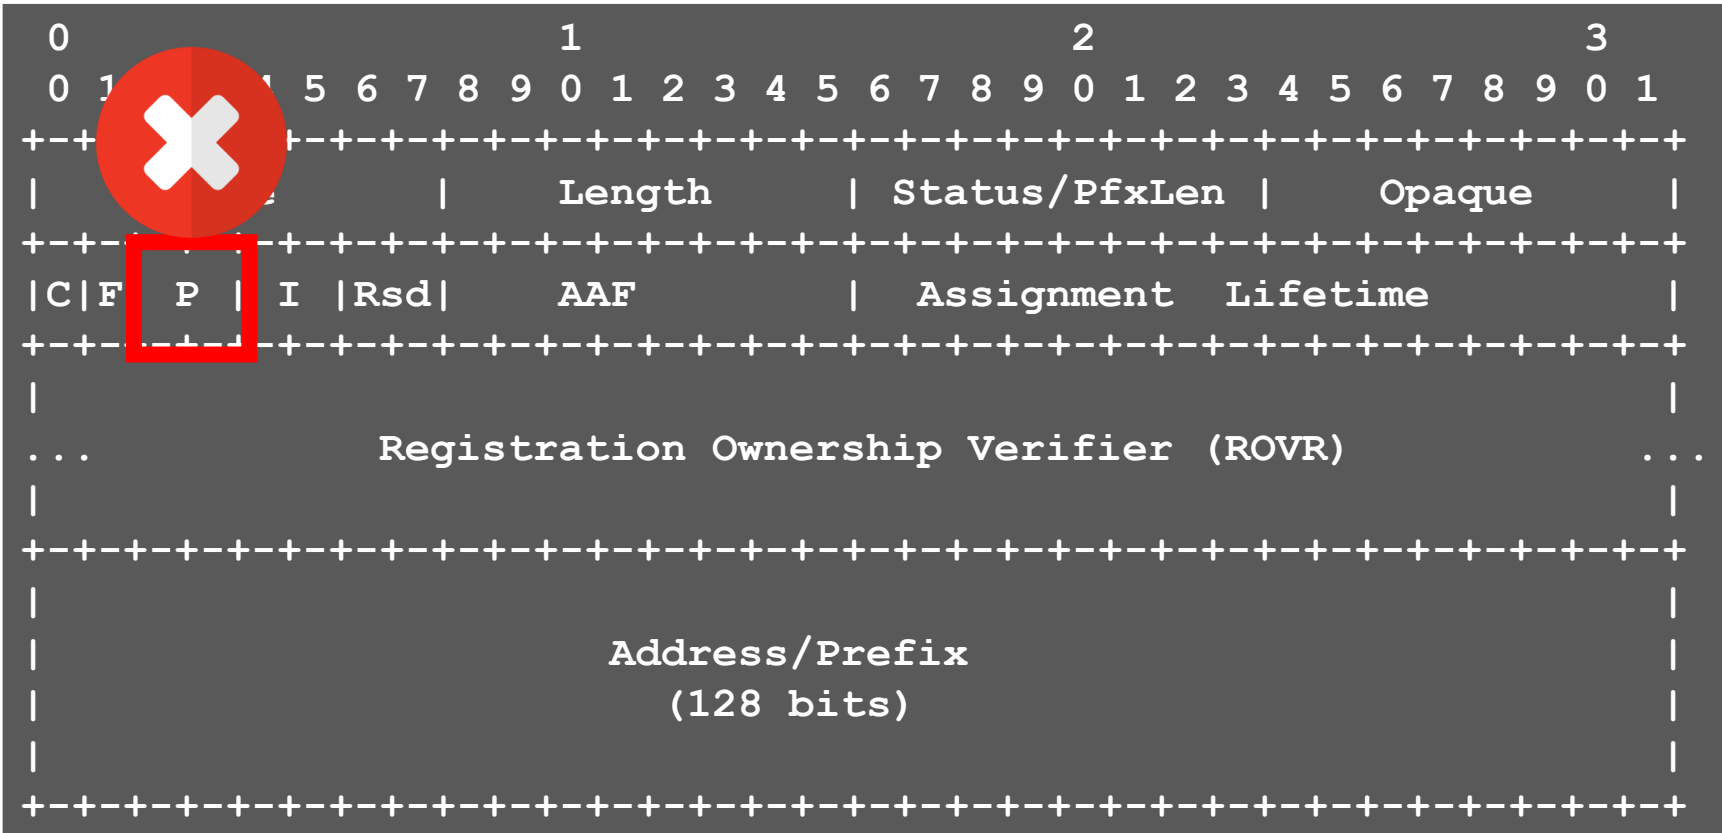 0 1 2 3
0 1 4 5 6 7 8 9 0 1 2 3 4 5 6 7 8 9 0 1 2 3 4 5 6 7 8 9 0 1
+-+ +-+-+-+-+-+-+-+-+-+-+-+-+-+-+-+-+-+-+-+-+-+-+-+-+-+-+-+
| e | Length | Status/PfxLen | Opaque |
+-+-+-+-+-+-+-+-+-+-+-+-+-+-+-+-+-+-+-+-+-+-+-+-+-+-+-+-+-+-+-+-+
|C|F P | I |Rsd| AAF | Assignment Lifetime |
+-+-+-+-+-+-+-+-+-+-+-+-+-+-+-+-+-+-+-+-+-+-+-+-+-+-+-+-+-+-+-+-+
| |
... Registration Ownership Verifier (ROVR) ...
| |
+-+-+-+-+-+-+-+-+-+-+-+-+-+-+-+-+-+-+-+-+-+-+-+-+-+-+-+-+-+-+-+-+
| |
| Address/Prefix |
| (128 bits) |
| |
+-+-+-+-+-+-+-+-+-+-+-+-+-+-+-+-+-+-+-+-+-+-+-+-+-+-+-+-+-+-+-+-+